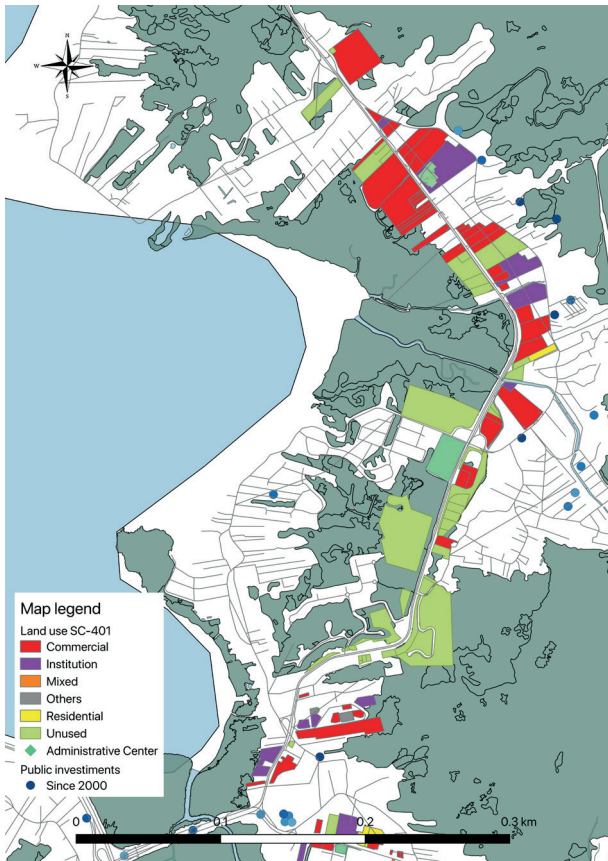 N
W
E
S
Map legend
Land use SC-401
Commercial
Institution
Mixed
Others
Residential
Unused
Administrative Center
Public investiments
Since 2000
0 0.1 0.2 0.3 km